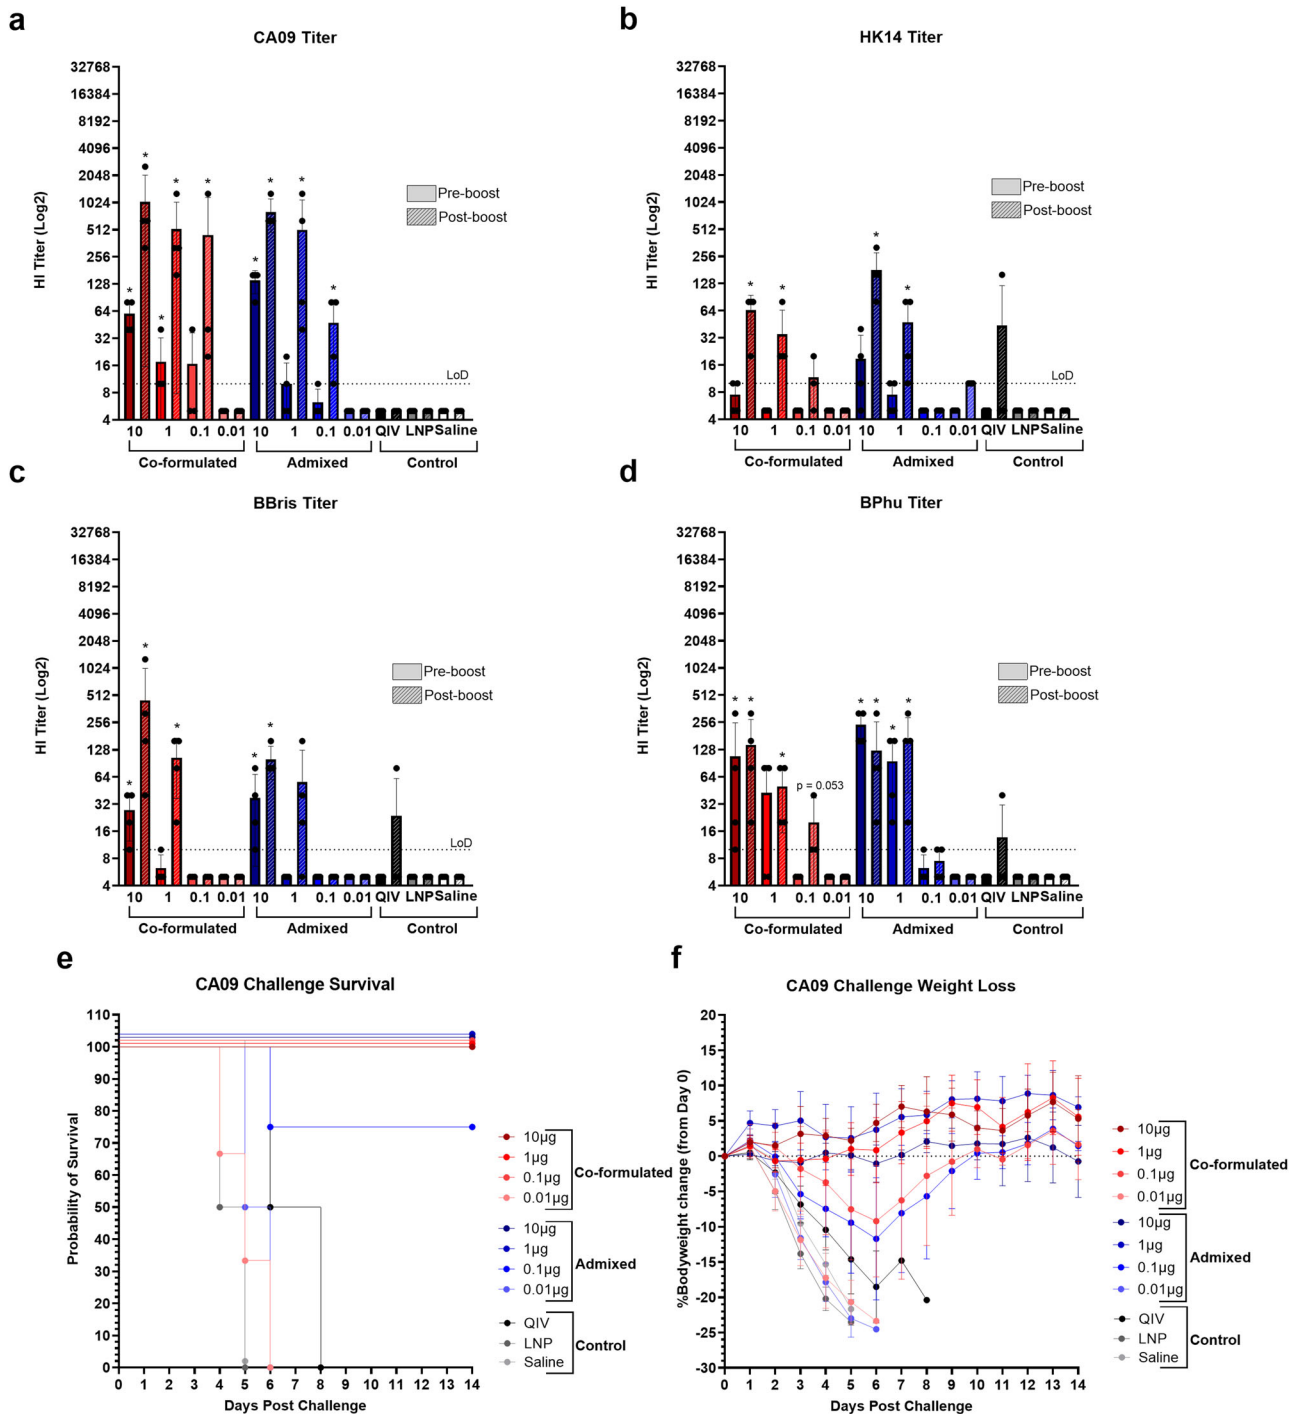 a
CA09 Titer
HI Titer (Log2)
32768
16384
8192
4096
2048
1024
512
256
128
64
32
16
8
4
* * * * * * * * * *
Pre-boost
Post-boost
LoD
10 1 0.1 0.01 10 1 0.1 0.01 QIV LNP Saline
Co-formulated Admixed Control
b
HK14 Titer
HI Titer (Log2)
32768
16384
8192
4096
2048
1024
512
256
128
64
32
16
8
4
* * * *
Pre-boost
Post-boost
LoD
10 1 0.1 0.01 10 1 0.1 0.01 QIV LNP Saline
Co-formulated Admixed Control
c
BBris Titer
HI Titer (Log2)
32768
16384
8192
4096
2048
1024
512
256
128
64
32
16
8
4
* * * * *
Pre-boost
Post-boost
LoD
10 1 0.1 0.01 10 1 0.1 0.01 QIV LNP Saline
Co-formulated Admixed Control
d
BPhu Titer
HI Titer (Log2)
32768
16384
8192
4096
2048
1024
512
256
128
64
32
16
8
4
* * * p = 0.053 * * * *
Pre-boost
Post-boost
10 1 0.1 0.01 10 1 0.1 0.01 QIV LNP Saline
Co-formulated Admixed Control
e
CA09 Challenge Survival
Probability of Survival
110
100
90
80
70
60
50
40
30
20
10
0
0 1 2 3 4 5 6 7 8 9 10 11 12 13 14
Days Post Challenge
10µg
1µg
0.1µg
0.01µg
Co-formulated
10µg
1µg
0.1µg
0.01µg
Admixed
QIV
LNP
Saline
Control
f
CA09 Challenge Weight Loss
%Bodyweight change (from Day 0)
20
15
10
5
0
-5
-10
-15
-20
-25
-30
0 1 2 3 4 5 6 7 8 9 10 11 12 13 14
Days Post Challenge
10µg
1µg
0.1µg
0.01µg
Co-formulated
10µg
1µg
0.1µg
0.01µg
Admixed
QIV
LNP
Saline
Control